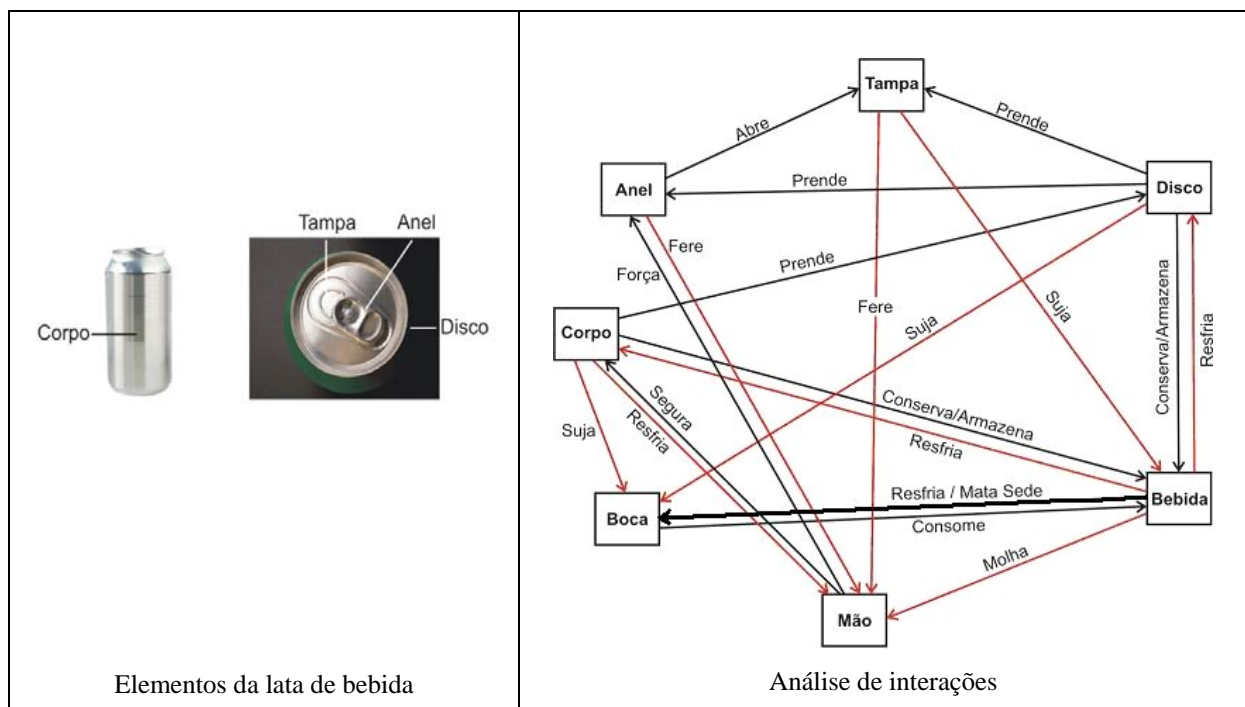 Tampa Anel
Corpo
Disco
Elementos da lata de bebida
Tampa
Abre
Prende
Anel
Prende
Disco
Fere
Força
Prende
Conserva/Armazena
Resfria
Corpo
Fere
Suja
Suja
Segura
Resfria
Suja
Conserva/Armazena
Resfria
Resfria / Mata Sede
Bebida
Boca
Consome
Molha
Mão
Análise de interações